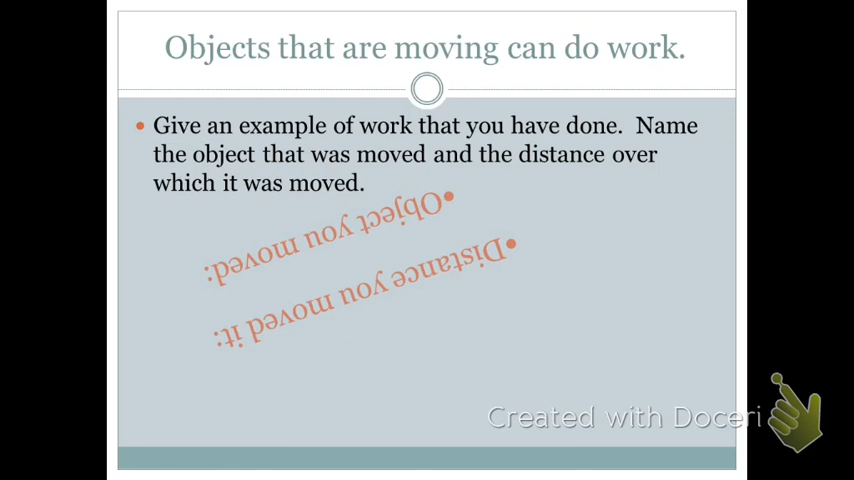 Objects that are moving can do work.
• Give an example of work that you have done.  Name
the object that was moved and the distance over
which it was moved.
•Object you moved:
•Distance you moved it:
Created with Doceri